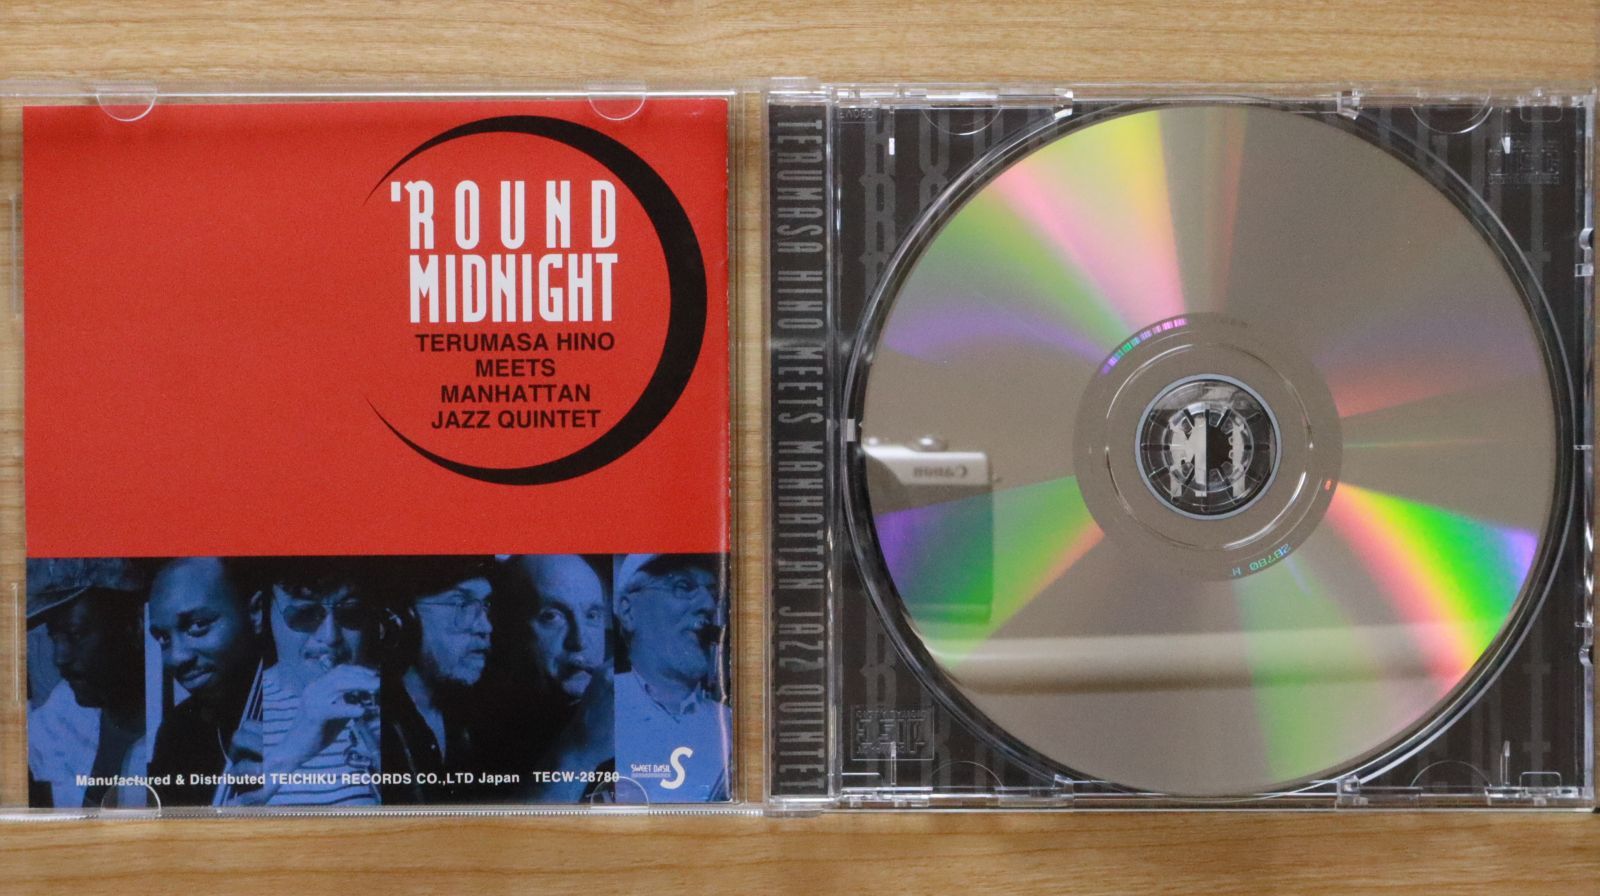 'ROUND
MIDNIGHT
TERUMASA HINO
MEETS
MANHATTAN
JAZZ QUINTET
Manufactured & Distributed TEICHIKU RECORDS CO.,LTD Japan TECW-28780
SWEET BASIL
S
TERUMASA HINO MEETS MANHATTAN JAZZ QUINTET
Canon
28780